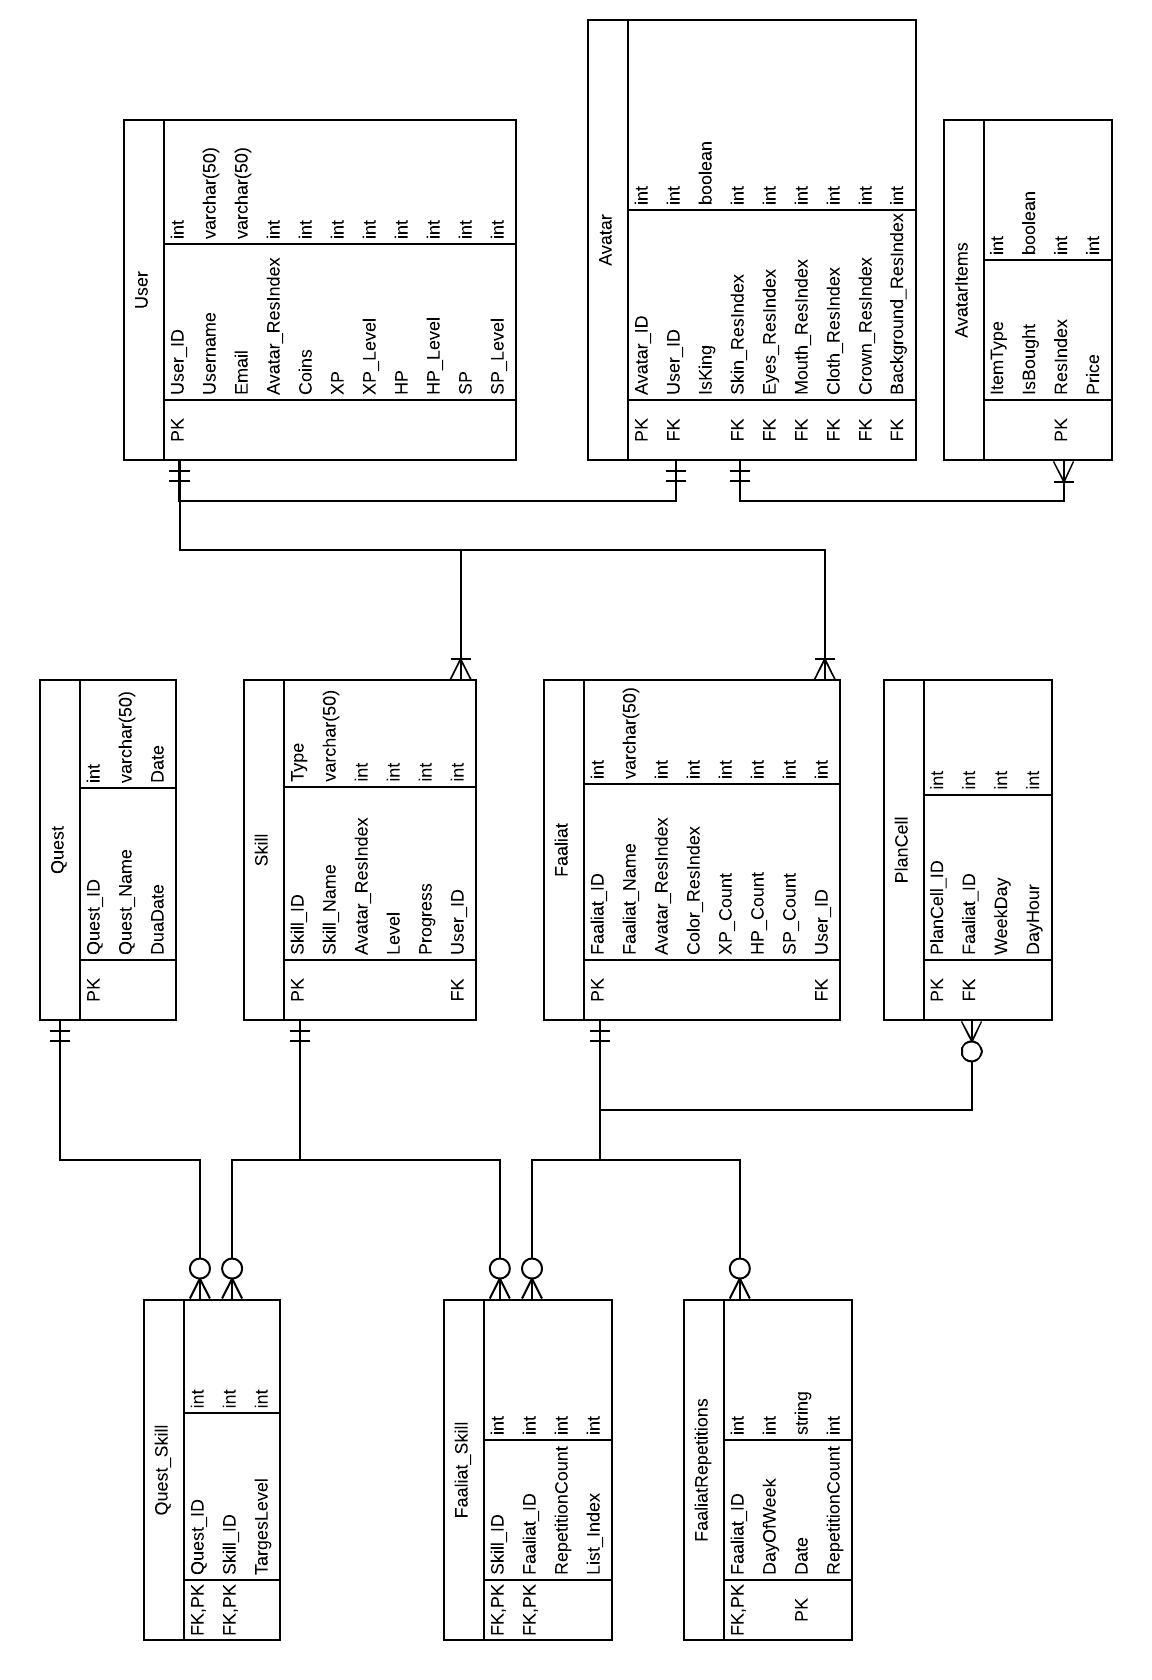 Quest_Skill
FK,PK Quest_ID int
FK,PK Skill_ID int
TargesLevel int
Faaliat_Skill
FK,PK Skill_ID int
FK,PK Faaliat_ID int
RepetitionCount int
List_Index int
FaaliatRepetitions
FK,PK Faaliat_ID int
DayOfWeek int
PK Date string
RepetitionCount int
Quest
PK Quest_ID int
Quest_Name varchar(50)
DuaDate Date
Skill
PK Skill_ID Type
Skill_Name varchar(50)
Avatar_ResIndex int
Level int
Progress int
FK User_ID int
Faaliat
PK Faaliat_ID int
Faaliat_Name varchar(50)
Avatar_ResIndex int
Color_ResIndex int
XP_Count int
HP_Count int
SP_Count int
FK User_ID int
PlanCell
PK PlanCell_ID int
FK Faaliat_ID int
WeekDay int
DayHour int
User
PK User_ID int
Username varchar(50)
Email varchar(50)
Avatar_ResIndex int
Coins int
XP int
XP_Level int
HP int
HP_Level int
SP int
SP_Level int
Avatar
PK Avatar_ID int
FK User_ID int
IsKing boolean
FK Skin_ResIndex int
FK Eyes_ResIndex int
FK Mouth_ResIndex int
FK Cloth_ResIndex int
FK Crown_ResIndex int
FK Background_ResIndex int
AvatarItems
ItemType int
IsBought boolean
PK ResIndex int
Price int